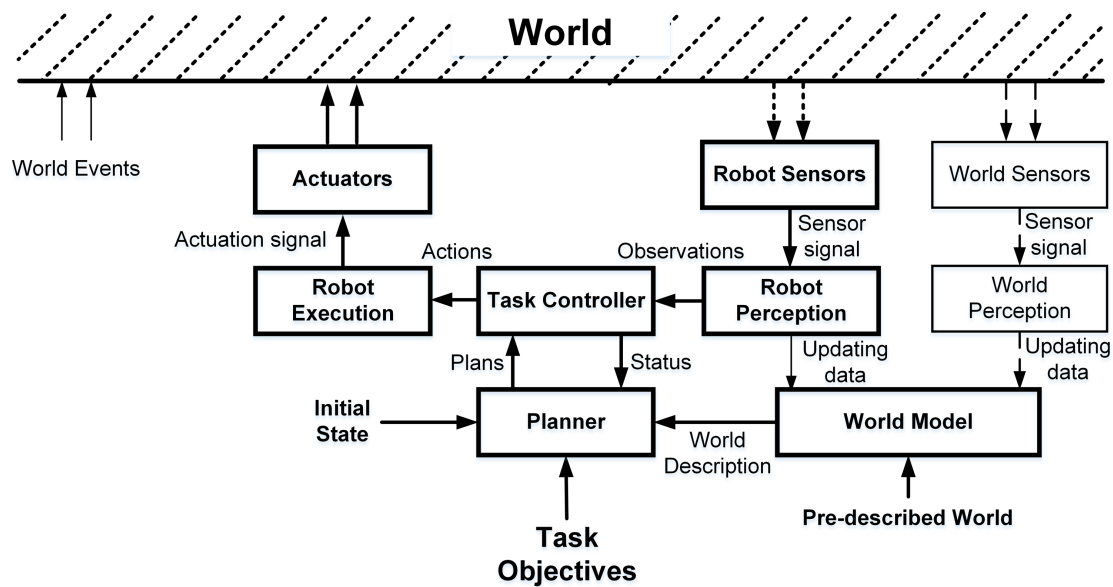 World
World Events
Actuators
Robot Sensors
World Sensors
Actuation signal
Actions
Observations
Sensor
signal
Sensor
signal
Robot
Execution
Task Controller
Robot
Perception
World
Perception
Plans
Status
Updating
data
Updating
data
Initial
State
Planner
World
Description
World Model
Pre-described World
Task
Objectives